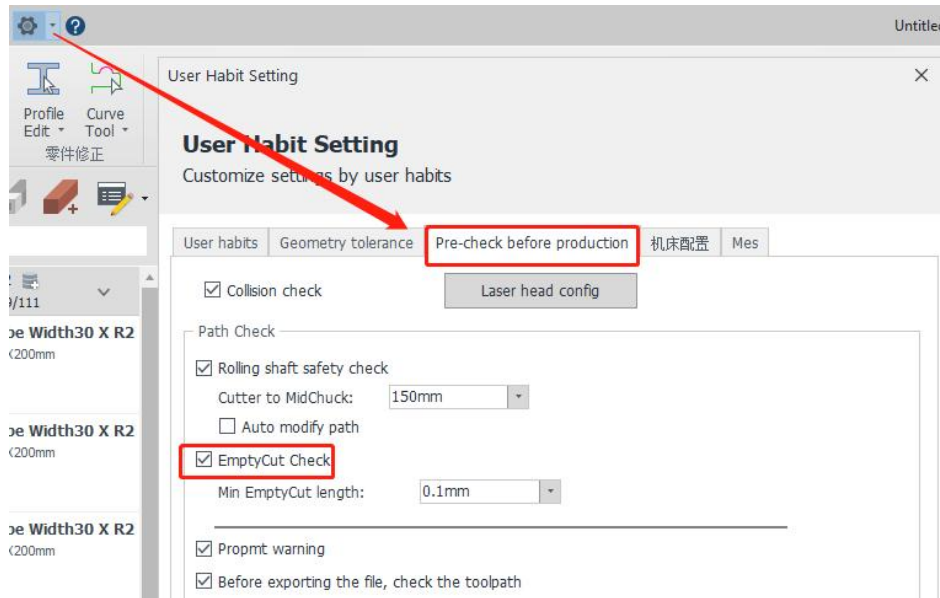 Untitle
User Habit Setting
Profile Edit
Curve Tool
零件修正
User Habit Setting
Customize settings by user habits
User habits
Geometry tolerance
Pre-check before production
机床配置
Mes
/111
Collision check
Laser head config
Path Check
pe Width30 X R2
X200mm
Rolling shaft safety check
Cutter to MidChuck:
150mm
Auto modify path
pe Width30 X R2
X200mm
EmptyCut Check
Min EmptyCut length:
0.1mm
pe Width30 X R2
X200mm
Propmt warning
Before exporting the file, check the toolpath